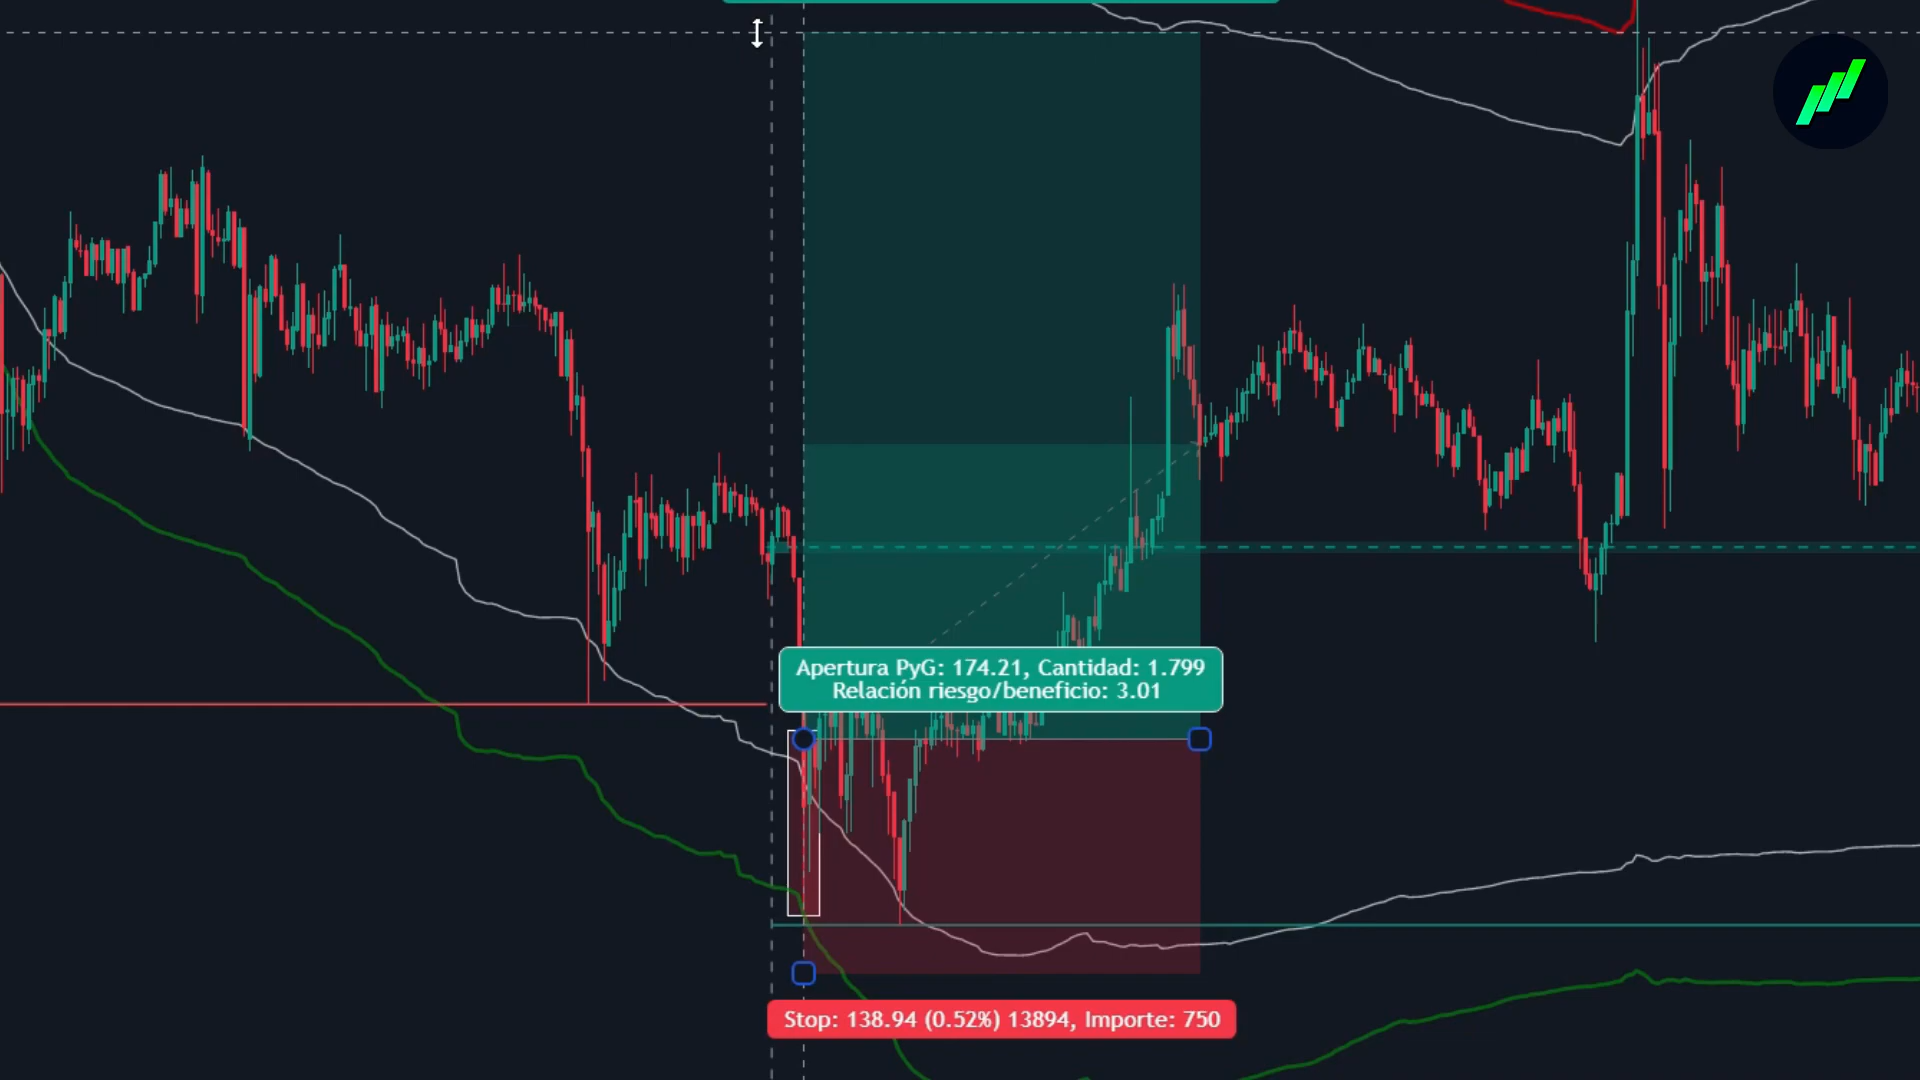 Apertura PyG: 174.21, Cantidad: 1.799
Relación riesgo/beneficio: 3.01
Stop: 138.94 (0.52%) 13894, Importe: 750